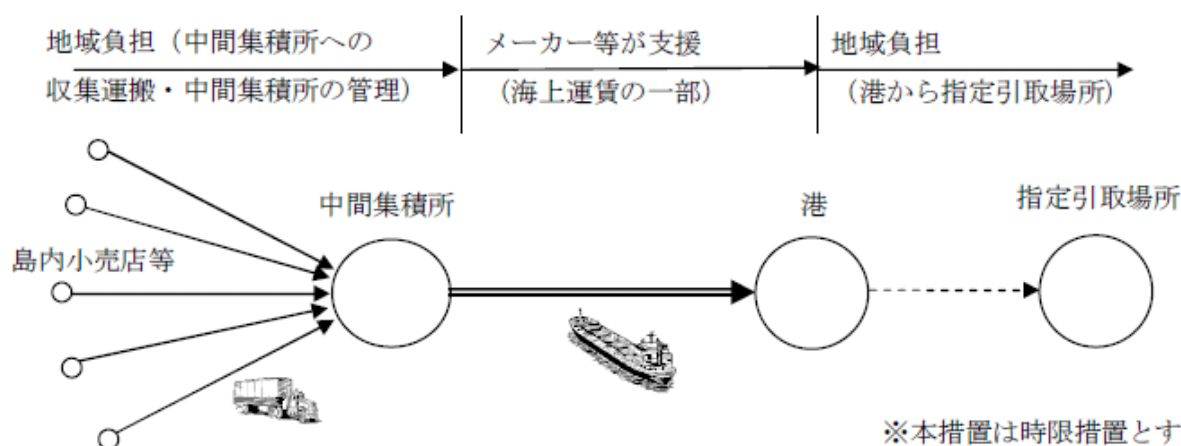 地域負担（中間集積所への
収集運搬・中間集積所の管理）
メーカー等が支援
（海上運賃の一部）
地域負担
（港から指定引取場所）
中間集積所
港
指定引取場所
島内小売店等
※本措置は時限措置とす